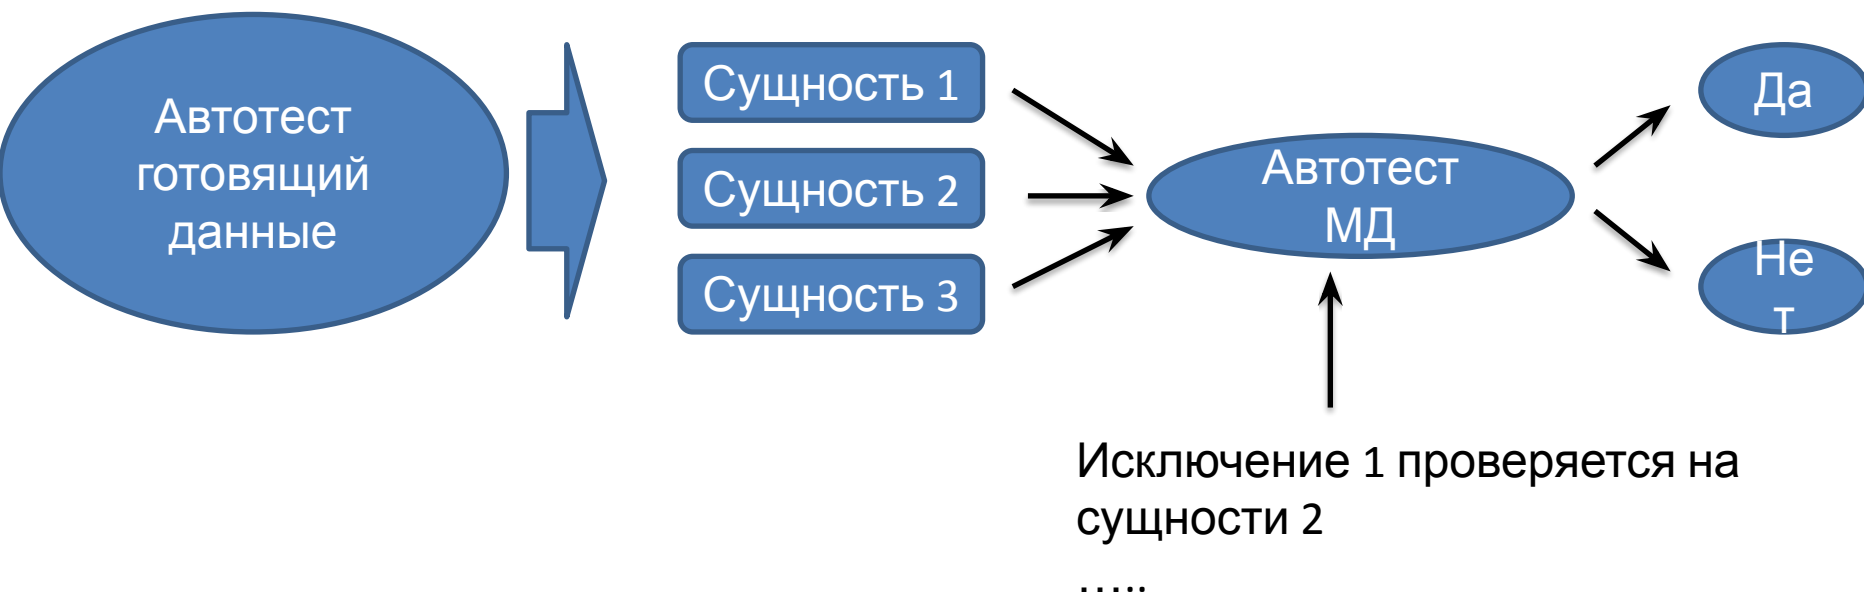 Автотест
готовящий
данные
Сущность 1
Сущность 2
Сущность 3
Автотест
МД
Да
Не
т
Исключение 1 проверяется на
сущности 2
…..